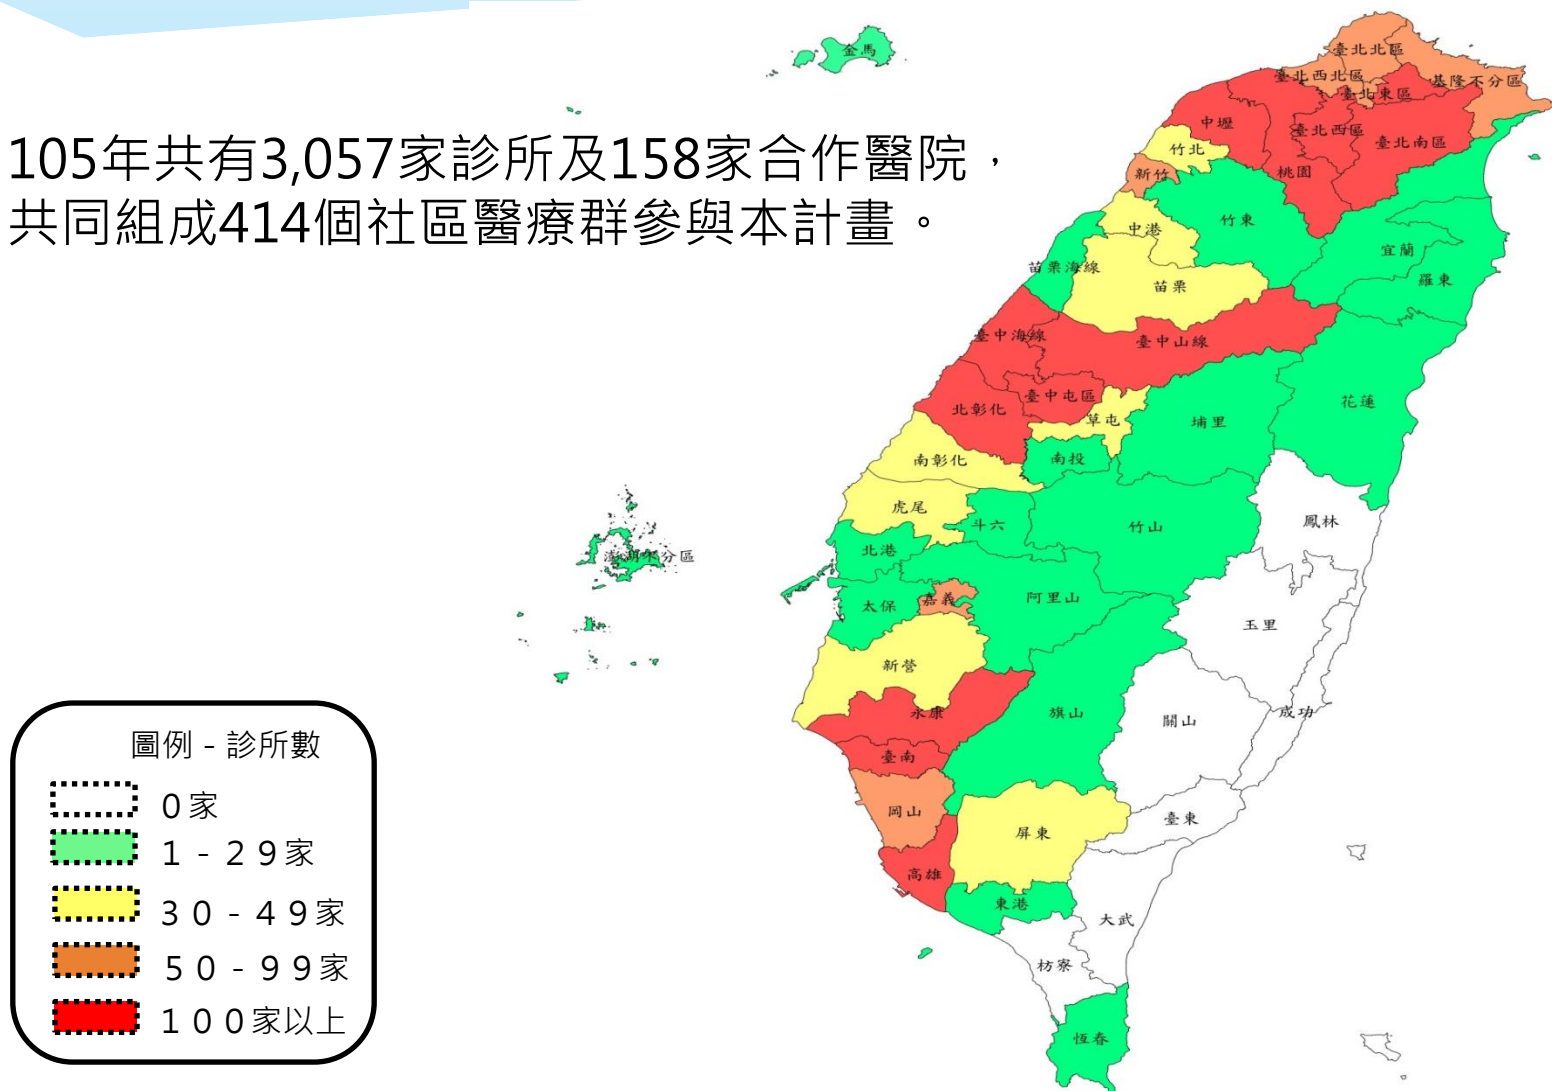 金馬
臺北北區
臺北西北區
基隆不分區
臺北東區
105年共有3,057家診所及158家合作醫院，
共同組成414個社區醫療群參與本計畫。
中壢
臺北西區
臺北南區
竹北
新竹
桃園
竹東
中港
宜蘭
苗栗海線
羅東
苗栗
臺中海線
臺中山線
臺中屯區
北彰化
花蓮
草屯
埔里
南彰化
南投
虎尾
斗六
竹山
鳳林
北港
澎湖不分區
太保
嘉義
阿里山
玉里
新營
永康
旗山
關山
成功
臺南
岡山
屏東
臺東
高雄
東港
大武
枋寮
恆春
圖例 - 診所數
0家
1 - 29家
30 - 49家
50 - 99家
100家以上